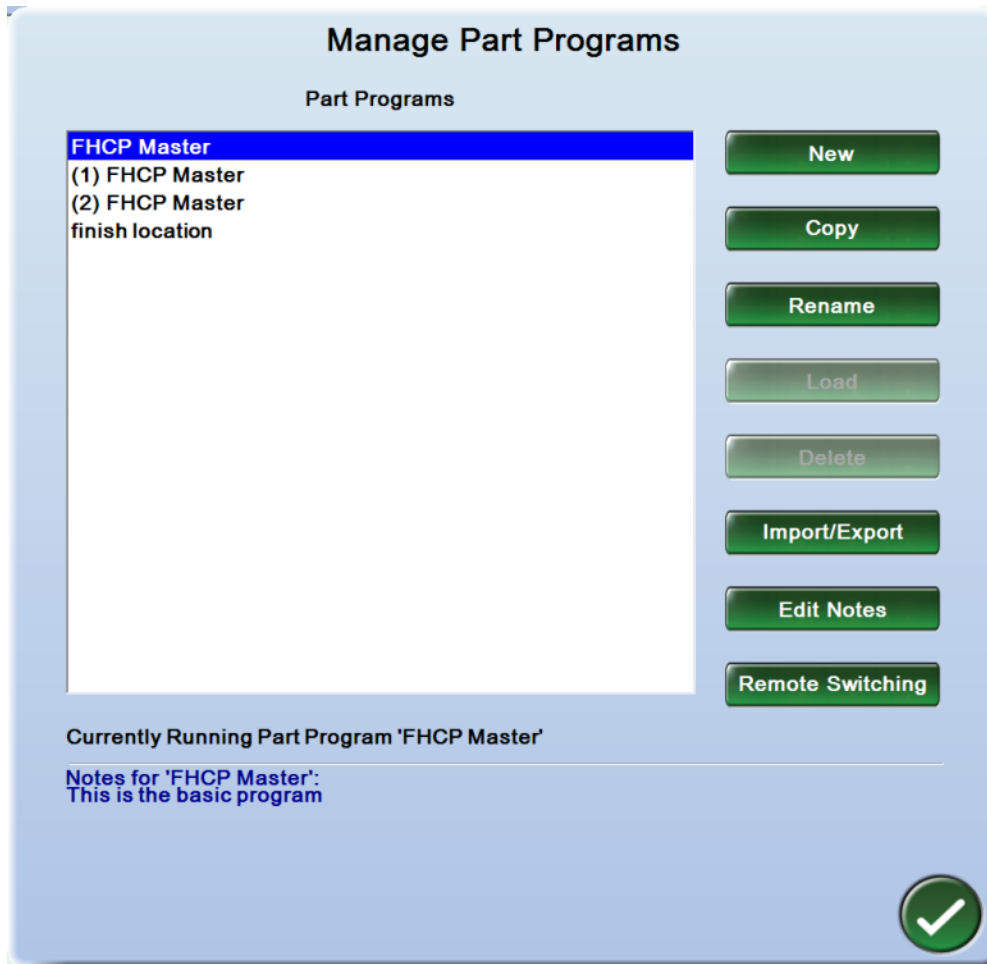 Manage Part Programs
Part Programs
FHCP Master
(1) FHCP Master
(2) FHCP Master
finish location
New
Copy
Rename
Load
Delete
Import/Export
Edit Notes
Remote Switching
Currently Running Part Program 'FHCP Master'
Notes for 'FHCP Master':
This is the basic program